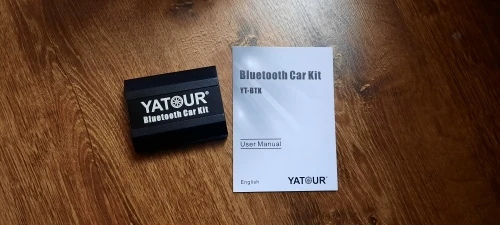 YATOUR®
Bluetooth Car Kit
Bluetooth Car Kit
YT-BTK
User Manual
English
YATOUR®